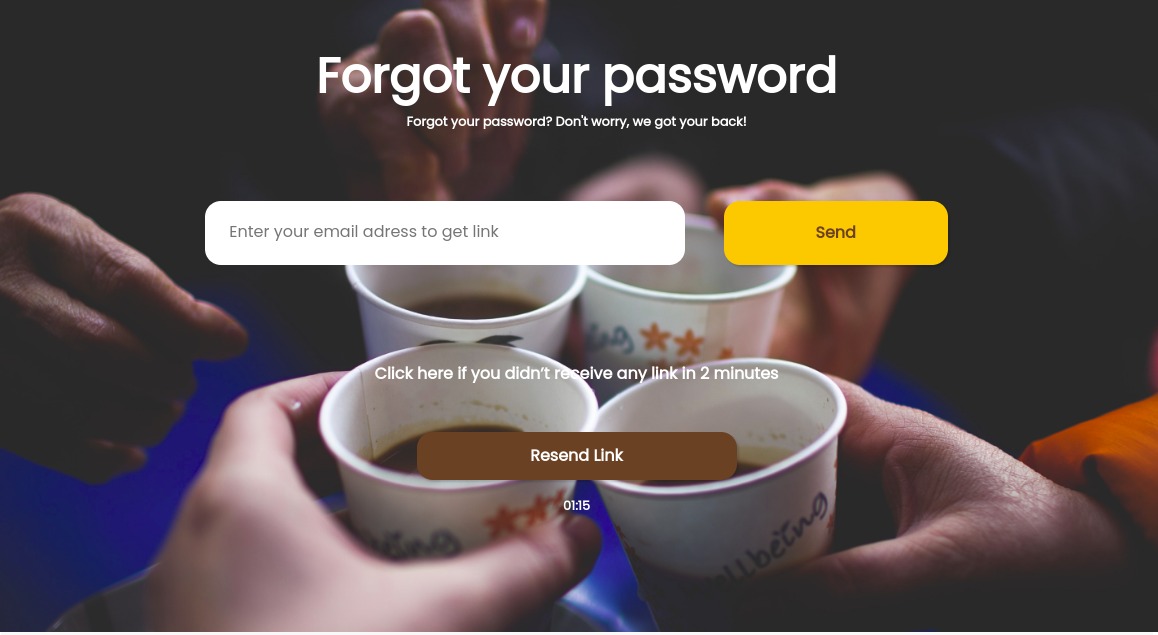 Forgot your password
Forgot your password? Don't worry, we got your back!
Enter your email adress to get link
Send
Click here if you didn’t receive any link in 2 minutes
Resend Link
01:15